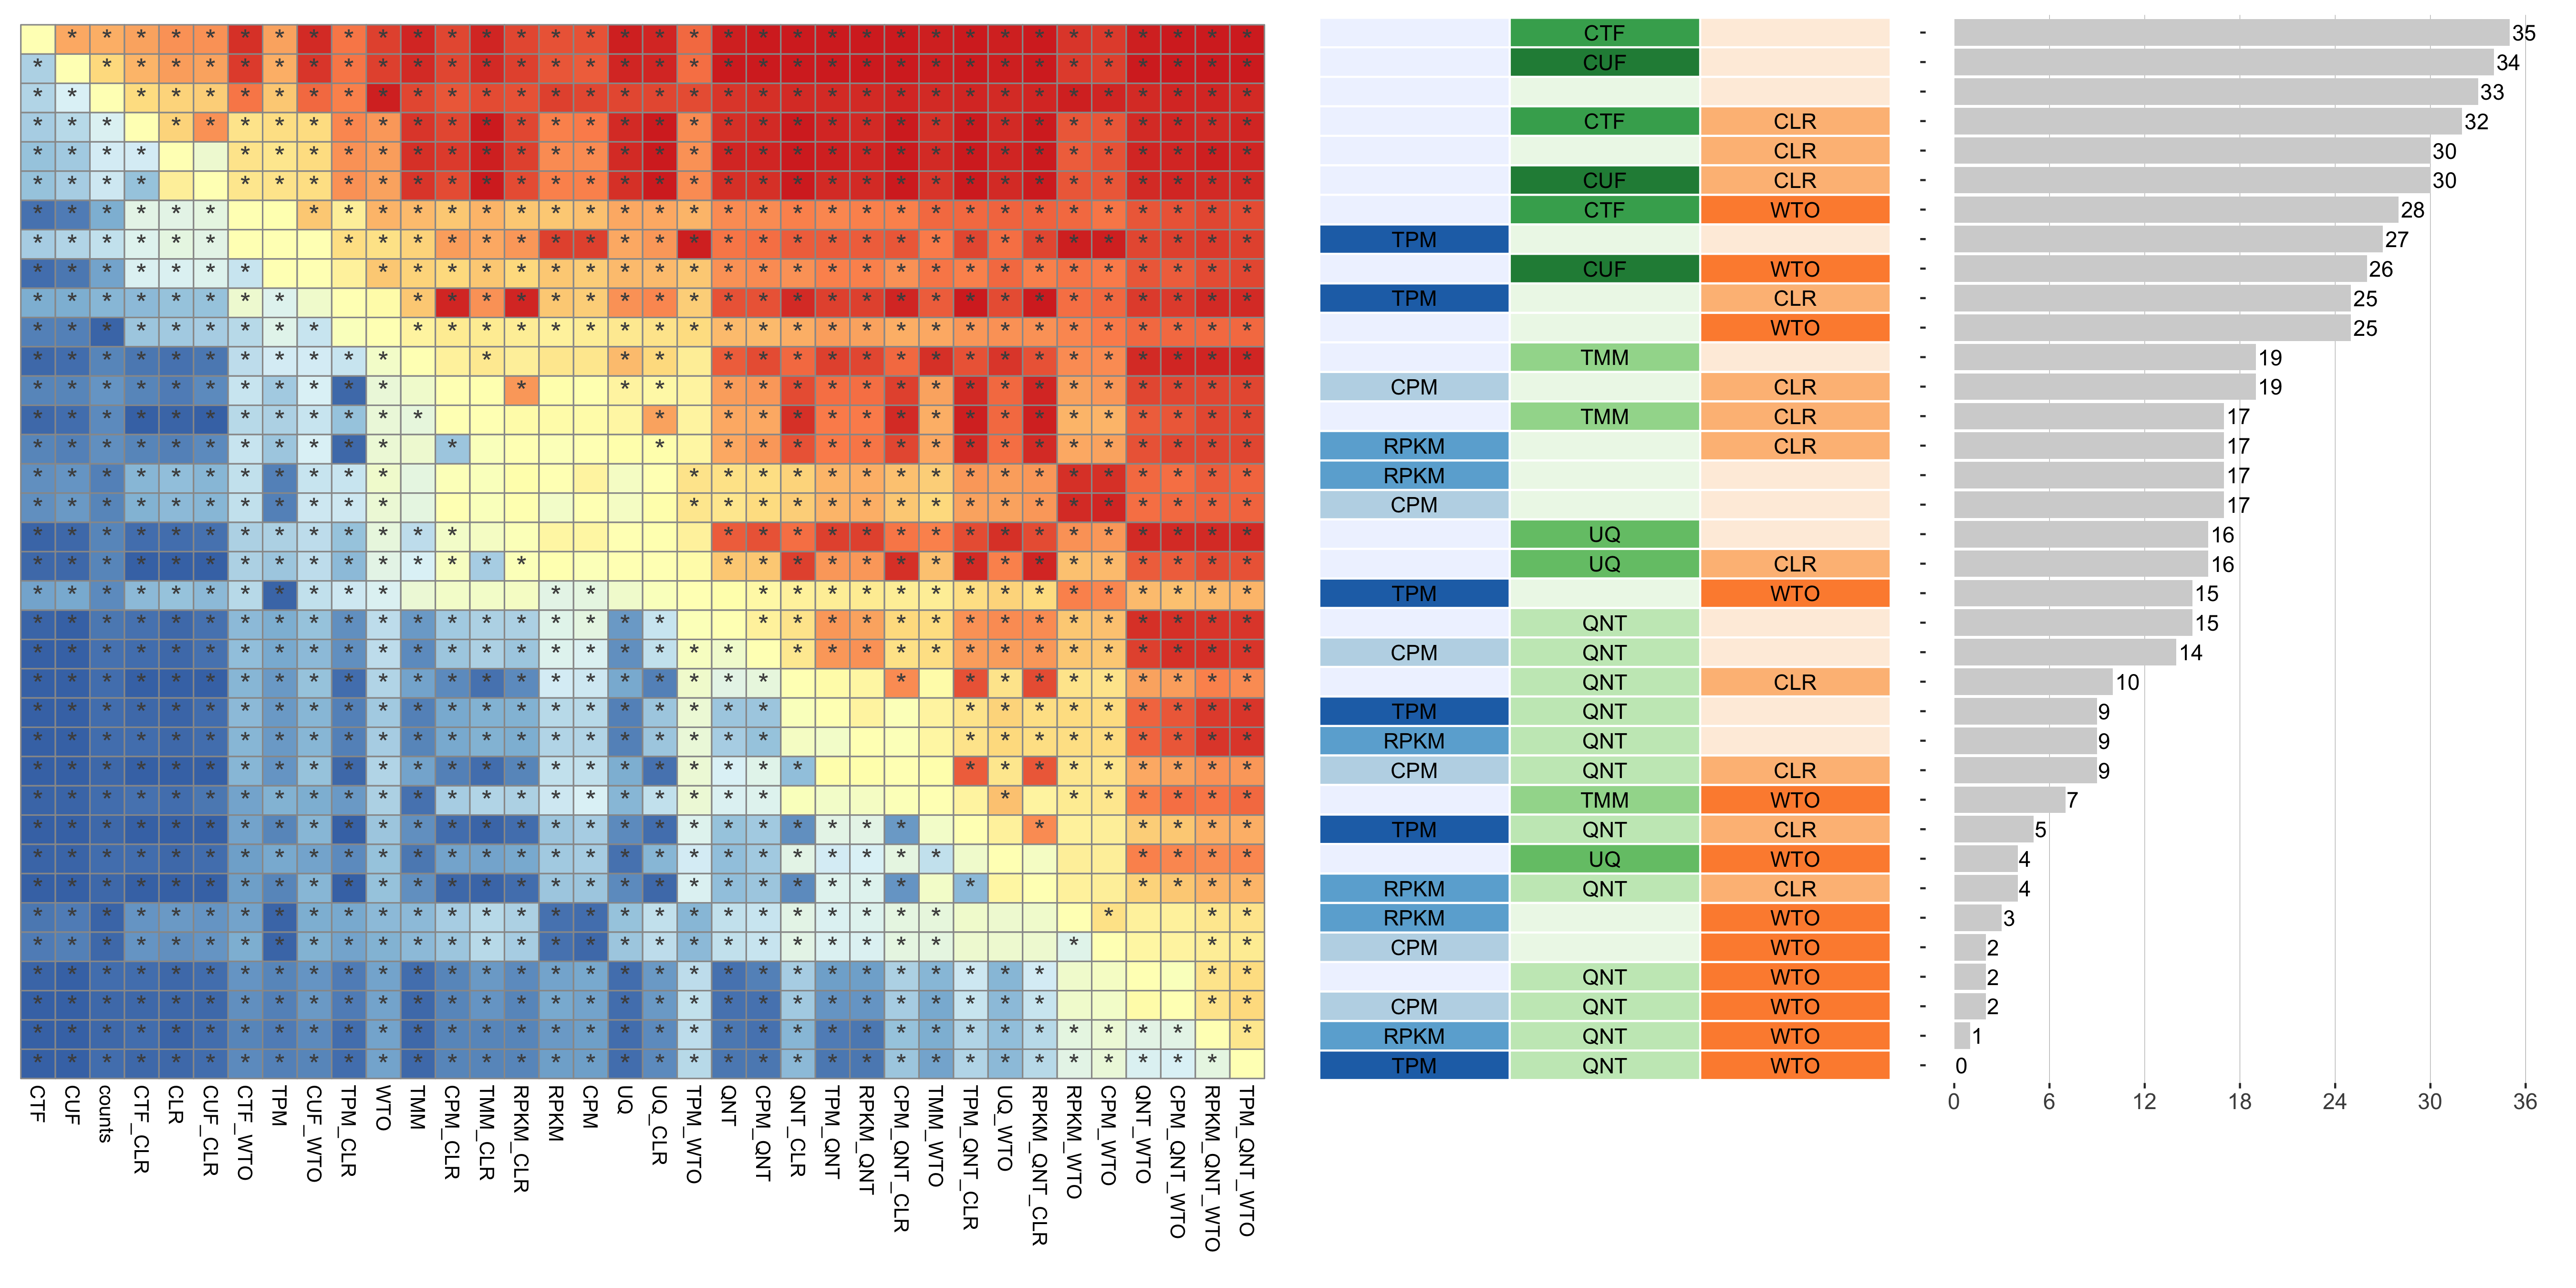 CTF - 35
CUF - 34
- 33
CTF CLR - 32
CLR - 30
CUF CLR - 30
CTF WTO - 28
TPM - 27
CUF WTO - 26
TPM CLR - 25
WTO - 25
TMM - 19
CPM CLR - 19
TMM CLR - 17
RPKM CLR - 17
RPKM - 17
CPM - 17
UQ - 16
UQ CLR - 16
TPM WTO - 15
QNT - 15
CPM QNT - 14
QNT CLR - 10
TPM QNT - 9
RPKM QNT - 9
CPM QNT CLR - 9
TMM WTO - 7
TPM QNT CLR - 5
UQ WTO - 4
RPKM QNT CLR - 4
RPKM WTO - 3
CPM WTO - 2
QNT WTO - 2
CPM QNT WTO - 2
RPKM QNT WTO - 1
TPM QNT WTO - 0
0 6 12 18 24 30 36
CTF
CUF
counts
CTF_CLR
CLR
CUF_CLR
CTF_WTO
TPM
CUF_WTO
TPM_CLR
WTO
TMM
CPM_CLR
TMM_CLR
RPKM_CLR
RPKM
CPM
UQ
UQ_CLR
TPM_WTO
QNT
CPM_QNT
QNT_CLR
TPM_QNT
RPKM_QNT
CPM_QNT_CLR
TMM_WTO
TPM_QNT_CLR
UQ_WTO
RPKM_QNT_CLR
RPKM_WTO
CPM_WTO
QNT_WTO
CPM_QNT_WTO
RPKM_QNT_WTO
TPM_QNT_WTO